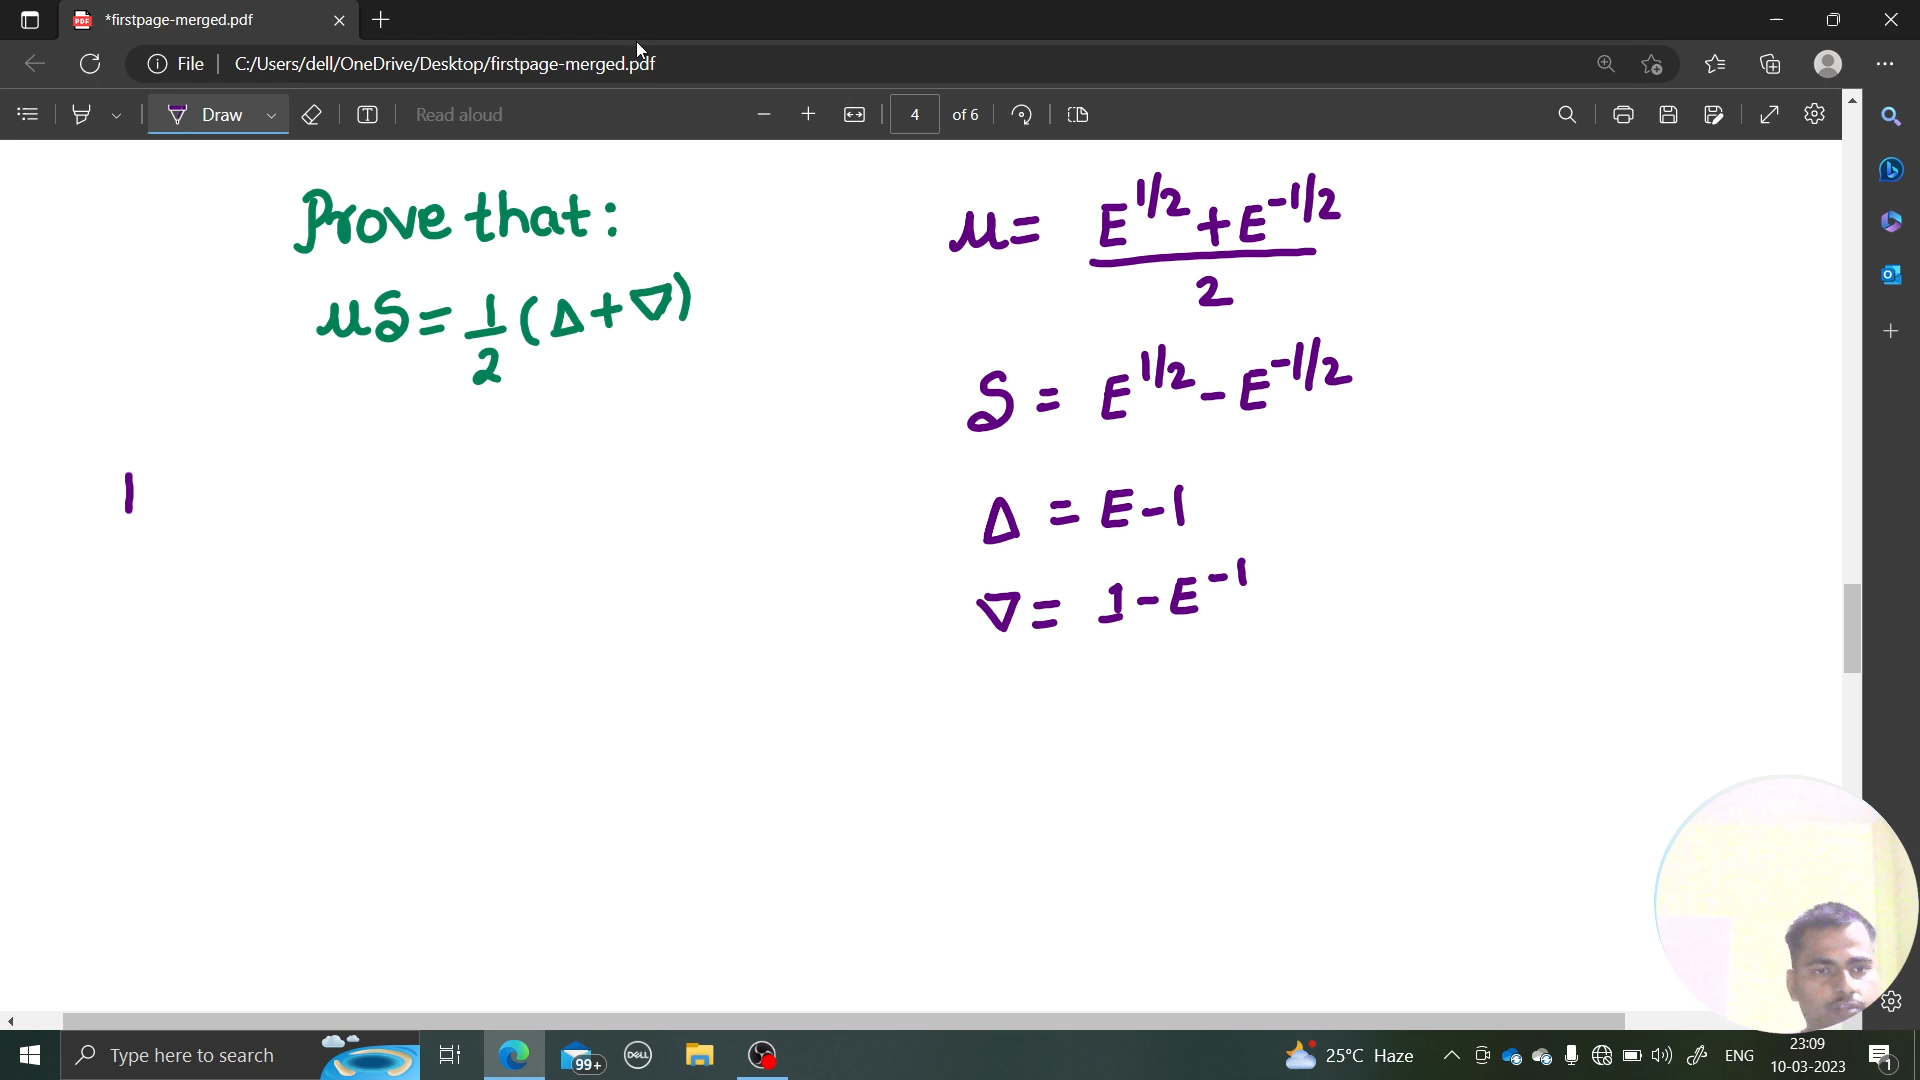 *firstpage-merged.pdf
File | C:/Users/dell/OneDrive/Desktop/firstpage-merged.pdf
Draw
Read aloud
4 of 6
Prove that :
μδ = 1/2 (Δ + ∇)
μ = (E^1/2 + E^-1/2)/2
δ = E^1/2 - E^-1/2
Δ = E - 1
∇ = 1 - E^-1
Type here to search
99+
DELL
25°C Haze
ENG
23:09
10-03-2023
1